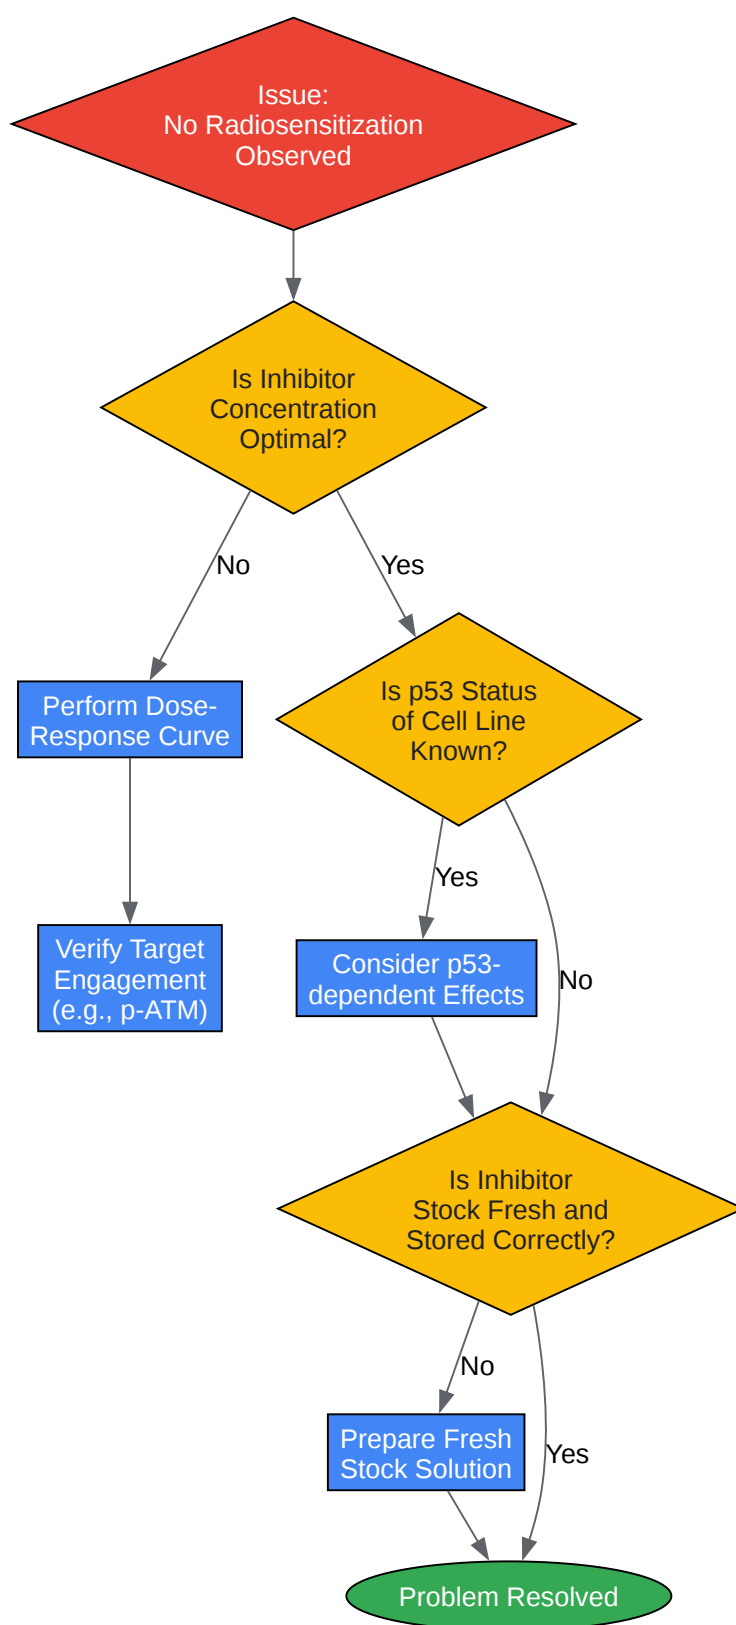 Issue:
No Radiosensitization
Observed
Is Inhibitor
Concentration
Optimal?
No
Yes
Perform Dose-
Response Curve
Is p53 Status
of Cell Line
Known?
Yes
Verify Target
Engagement
(e.g., p-ATM)
Consider p53-
dependent Effects
No
Is Inhibitor
Stock Fresh and
Stored Correctly?
No
Prepare Fresh
Stock Solution
Yes
Problem Resolved